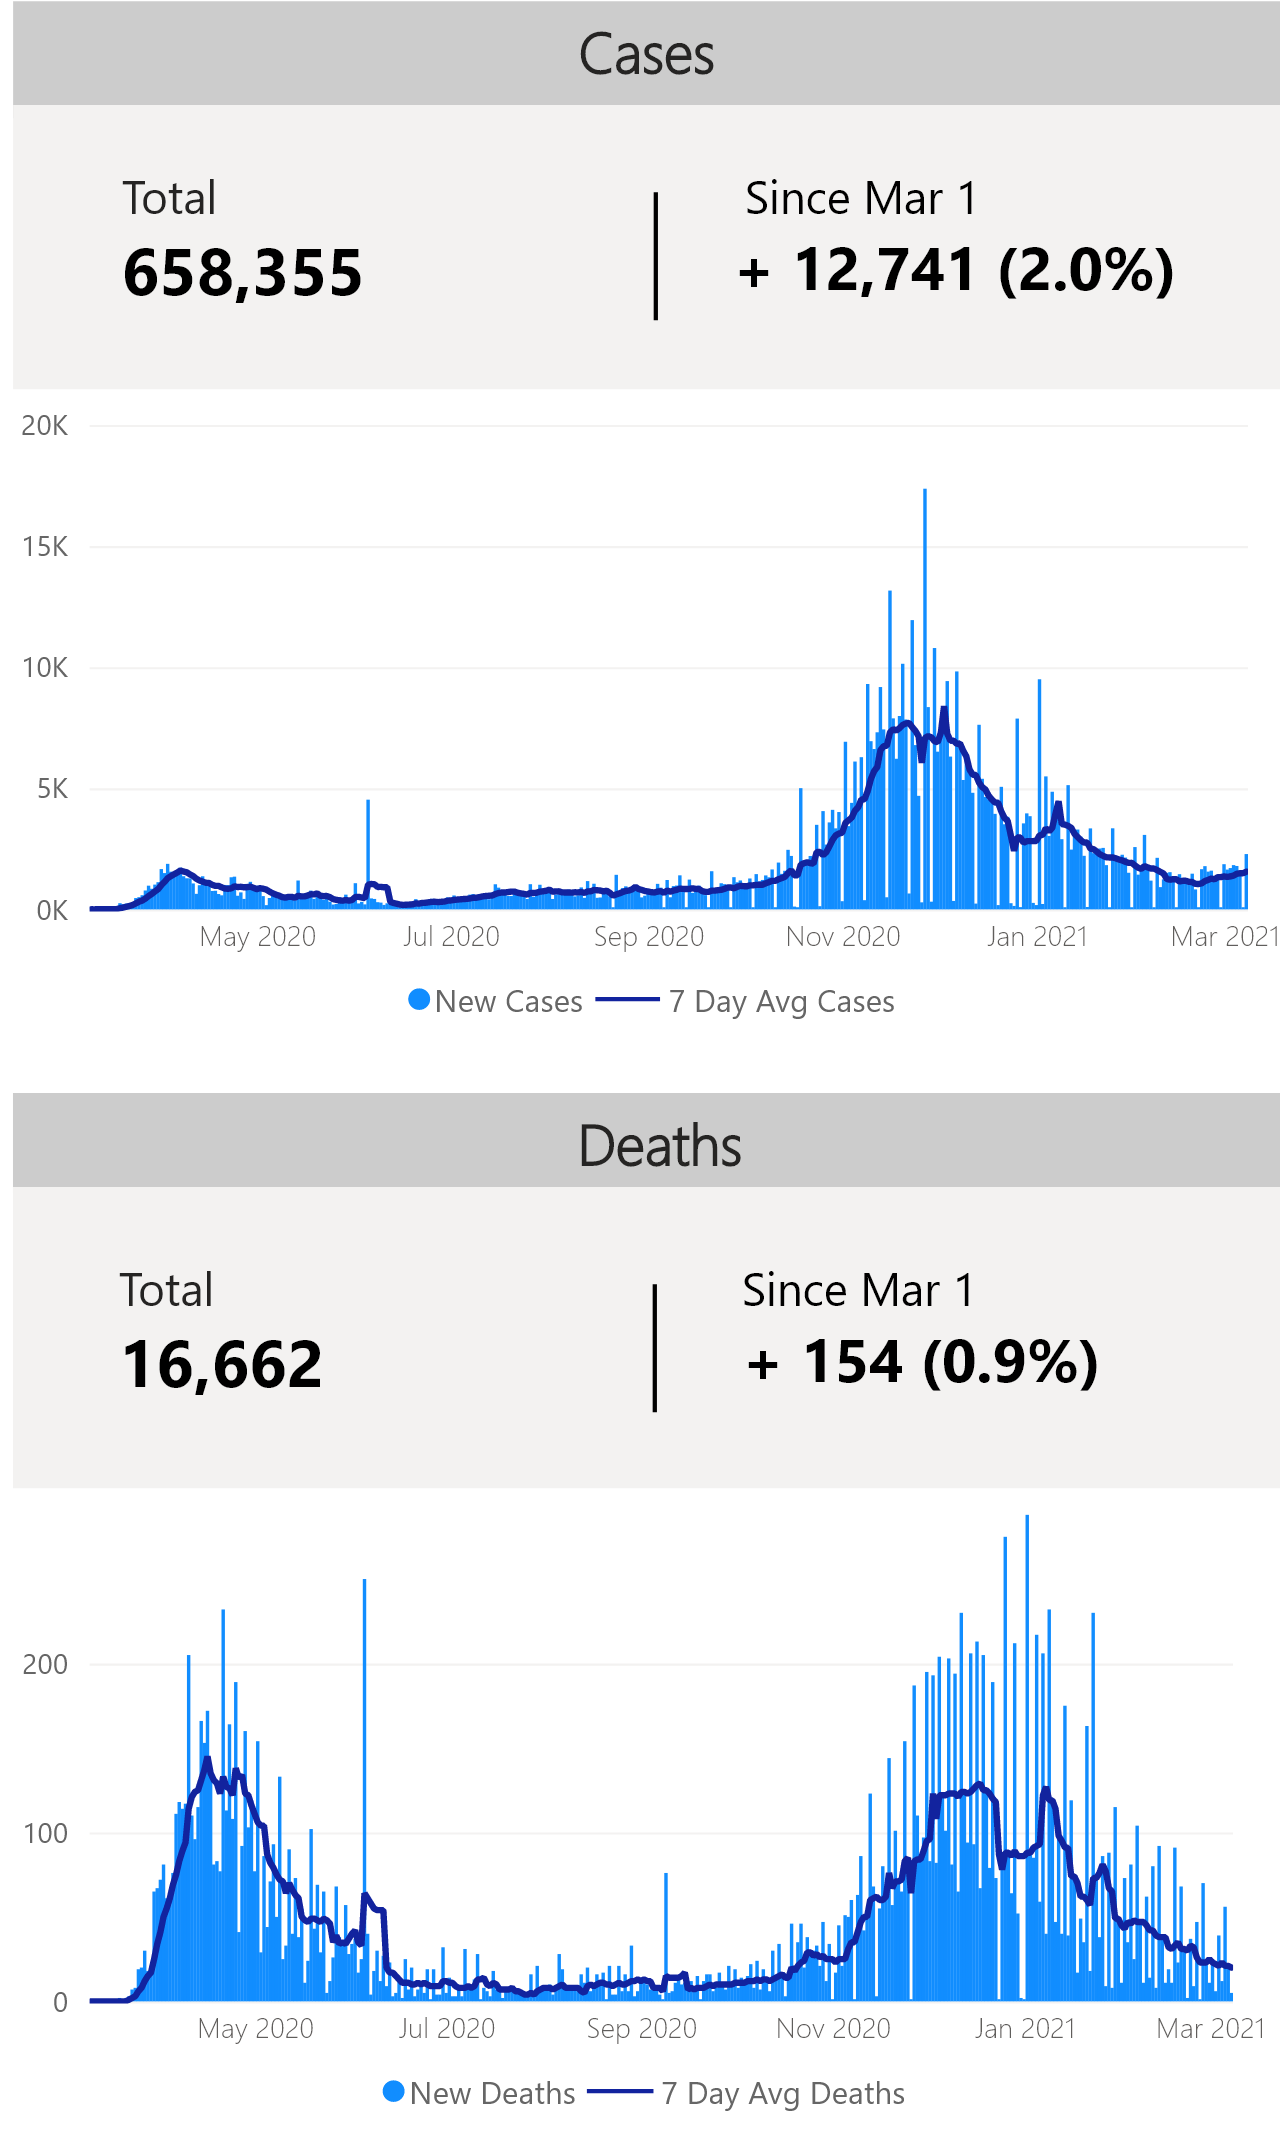 Cases
Total
Since Mar 1
658,355
+ 12,741 (2.0%)
20K
15K
10K
5K
0K
May 2020 Jul 2020 Sep 2020 Nov 2020 Jan 2021 Mar 2021
New Cases 7 Day Avg Cases
Deaths
Total
Since Mar 1
16,662
+ 154 (0.9%)
200
100
0
May 2020 Jul 2020 Sep 2020 Nov 2020 Jan 2021 Mar 2021
New Deaths 7 Day Avg Deaths